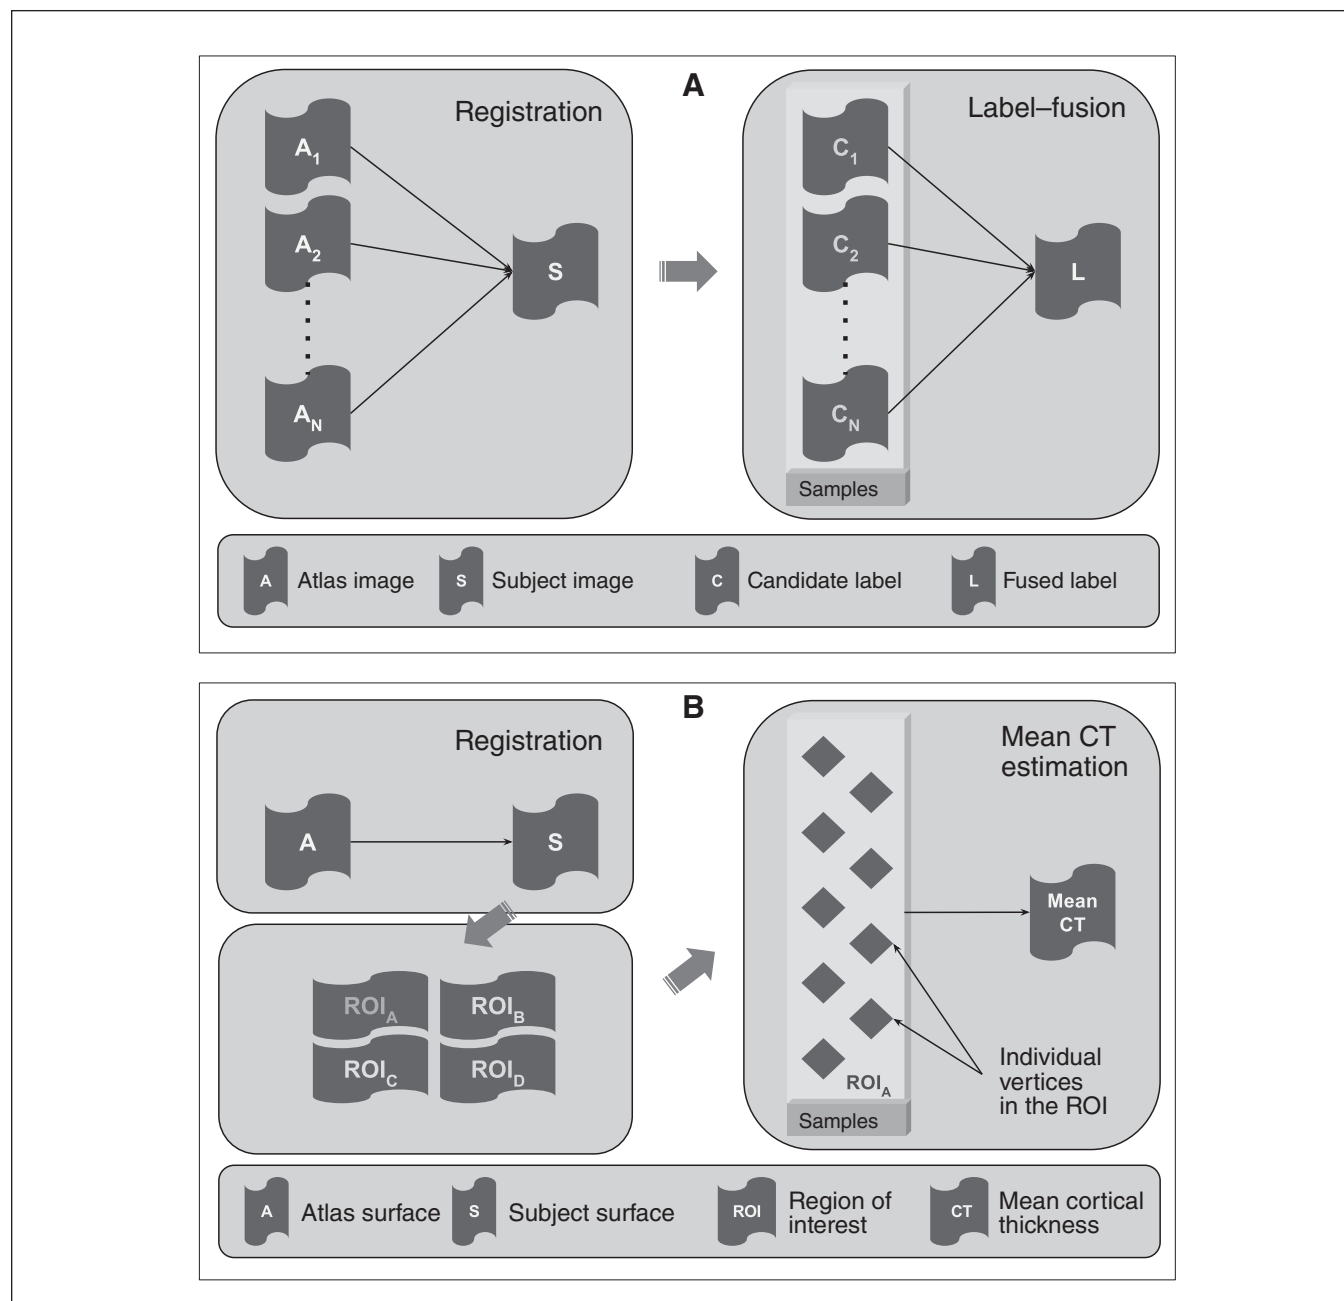 A
Registration
A1
A2
AN
S
Label–fusion
C1
C2
CN
L
Samples
A Atlas image
S Subject image
C Candidate label
L Fused label
B
Registration
A
S
ROIA
ROIB
ROIC
ROID
Mean CT
estimation
Mean
CT
Individual
vertices
in the ROI
ROIA
Samples
A Atlas surface
S Subject surface
ROI Region of
interest
CT Mean cortical
thickness